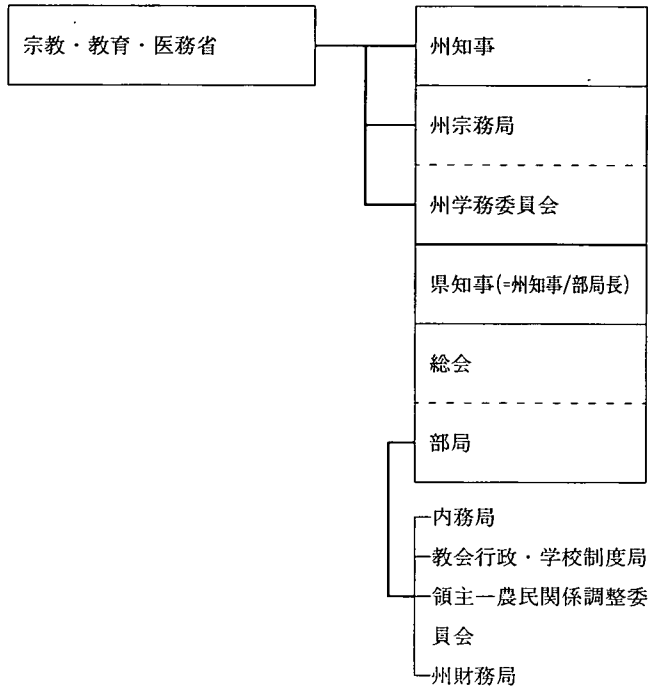 宗教・教育・医務省
州知事
州宗務局
州学務委員会
県知事(=州知事/部局長)
総会
部局
内務局
教会行政・学校制度局
領主－農民関係調整委
員会
州財務局